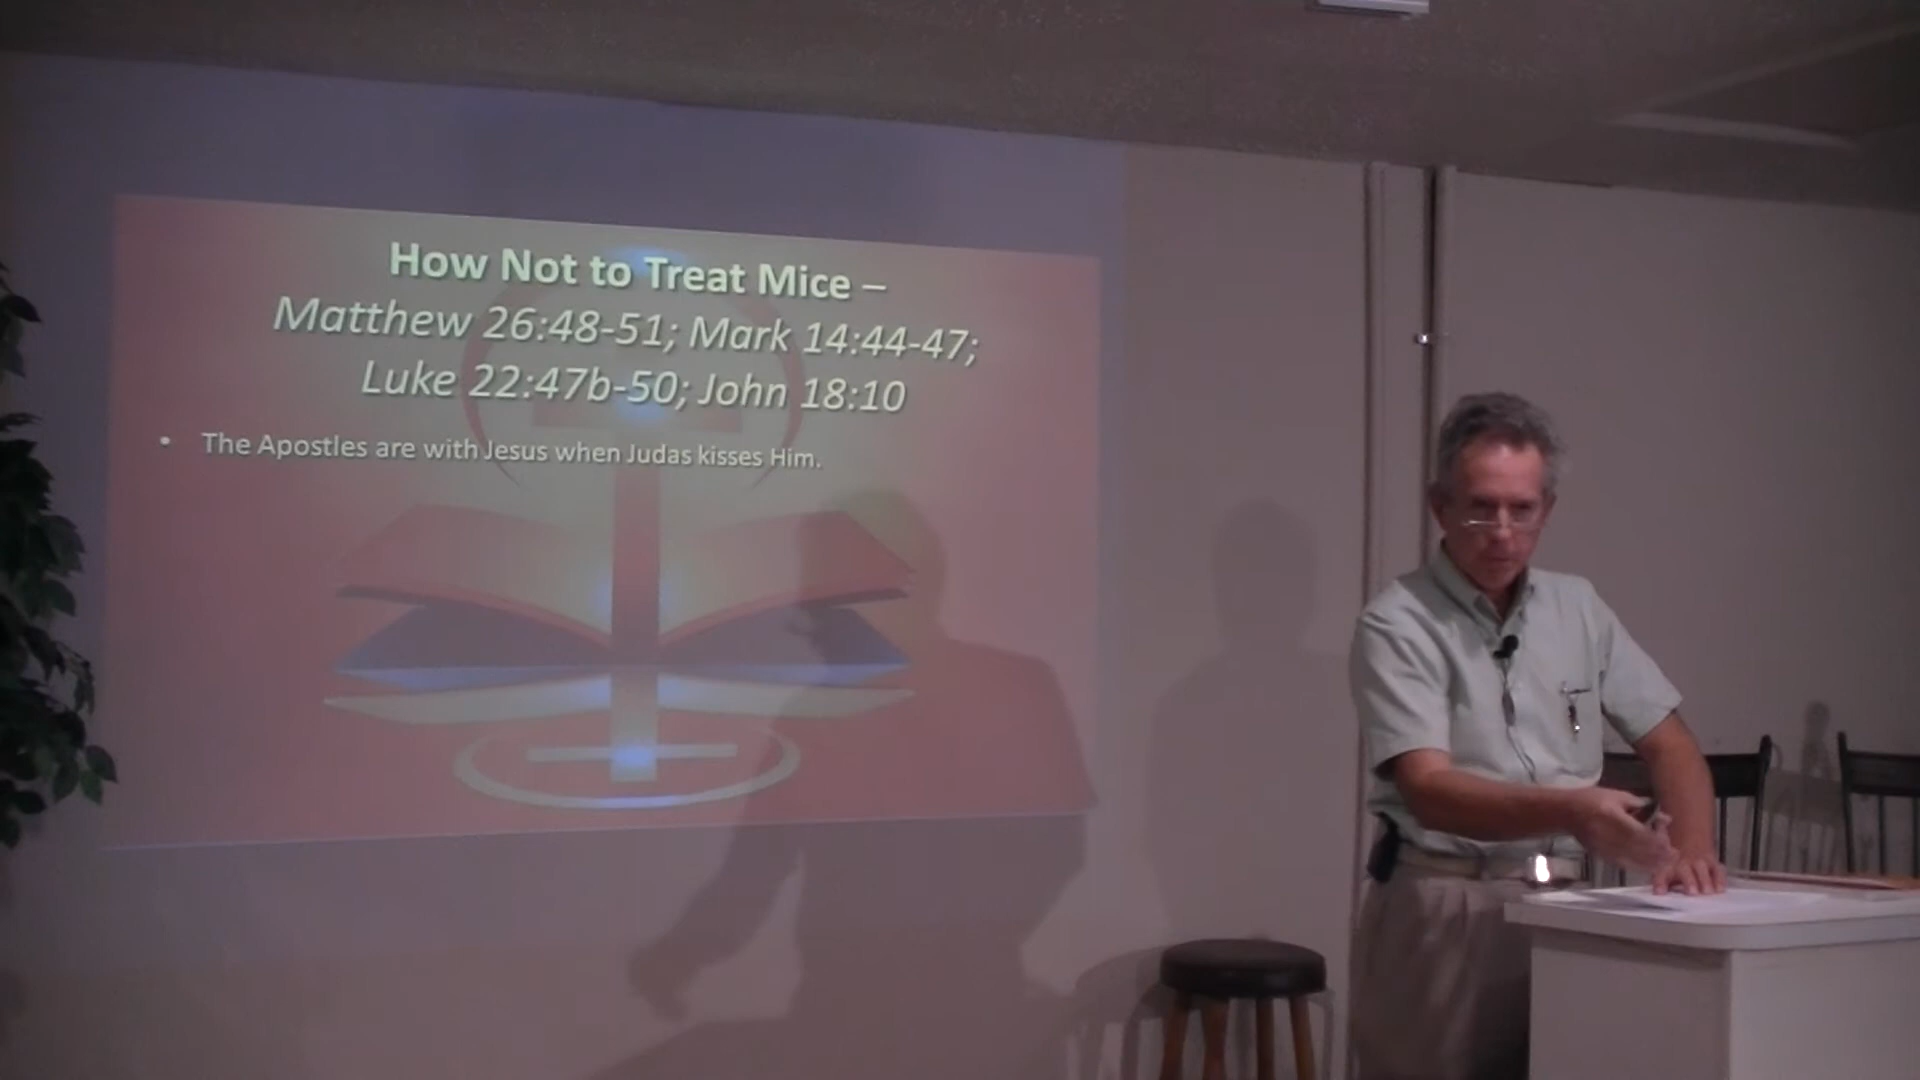 How Not to Treat Mice –
Matthew 26:48-51; Mark 14:44-47;
Luke 22:47b-50; John 18:10
• The Apostles are with Jesus when Judas kisses Him.